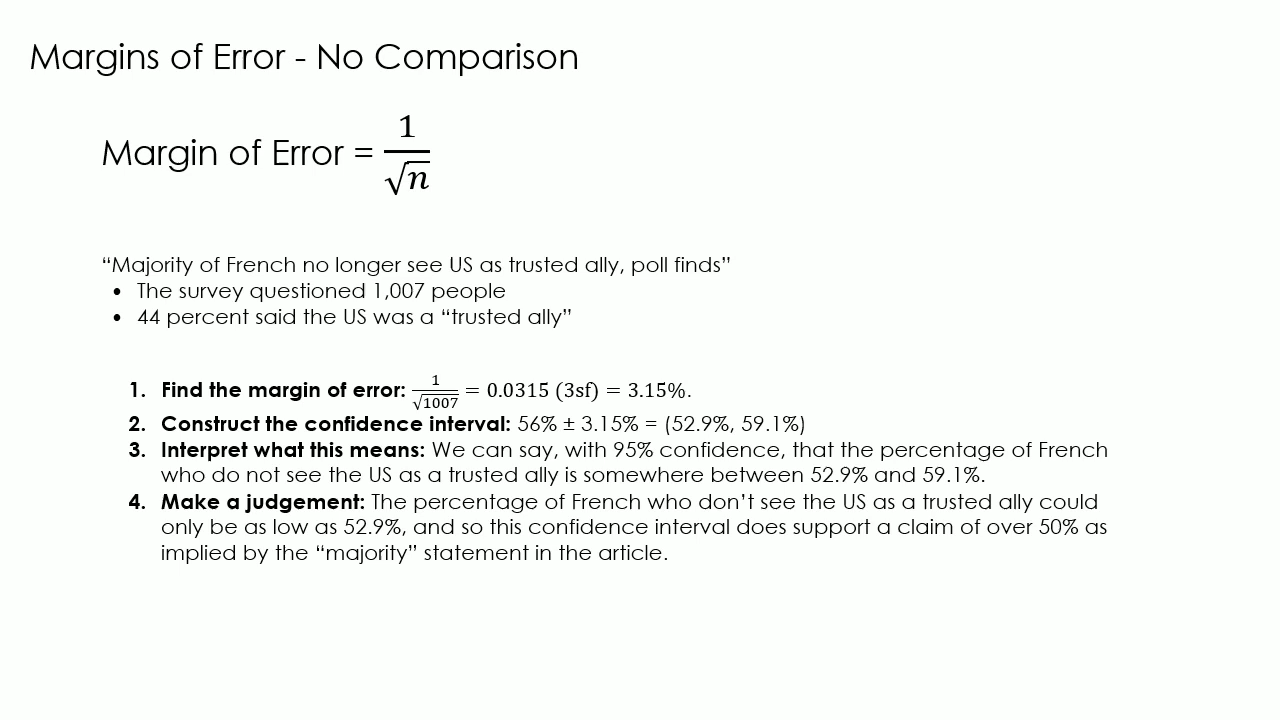 Margins of Error - No Comparison
Margin of Error = 1/√n
“Majority of French no longer see US as trusted ally, poll finds”
• The survey questioned 1,007 people
• 44 percent said the US was a “trusted ally”
1. Find the margin of error: 1/√1007 = 0.0315 (3sf) = 3.15%.
2. Construct the confidence interval: 56% ± 3.15% = (52.9%, 59.1%)
3. Interpret what this means: We can say, with 95% confidence, that the percentage of French
who do not see the US as a trusted ally is somewhere between 52.9% and 59.1%.
4. Make a judgement: The percentage of French who don’t see the US as a trusted ally could
only be as low as 52.9%, and so this confidence interval does support a claim of over 50% as
implied by the “majority” statement in the article.